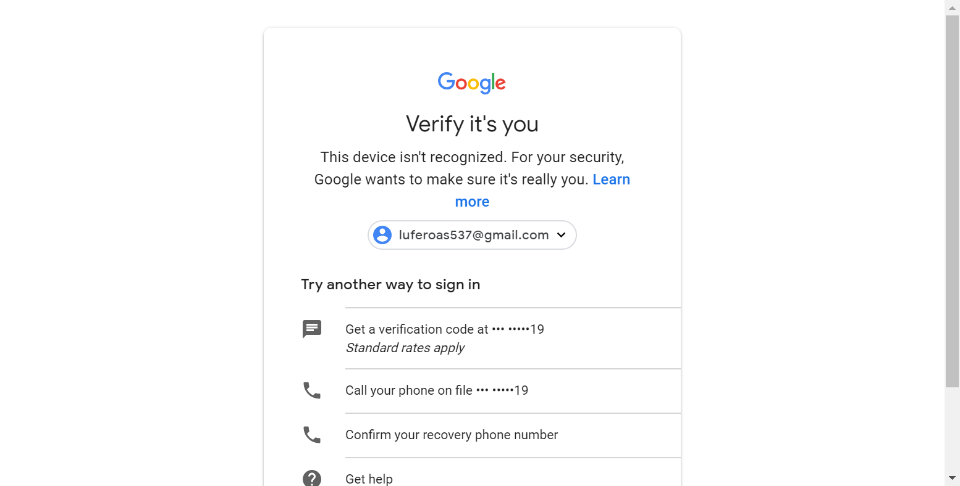 Google
Verify it's you
This device isn't recognized. For your security,
Google wants to make sure it's really you. Learn
more
luferoas537@gmail.com
Try another way to sign in
Get a verification code at ••• •••••19
Standard rates apply
Call your phone on file ••• •••••19
Confirm your recovery phone number
Get help